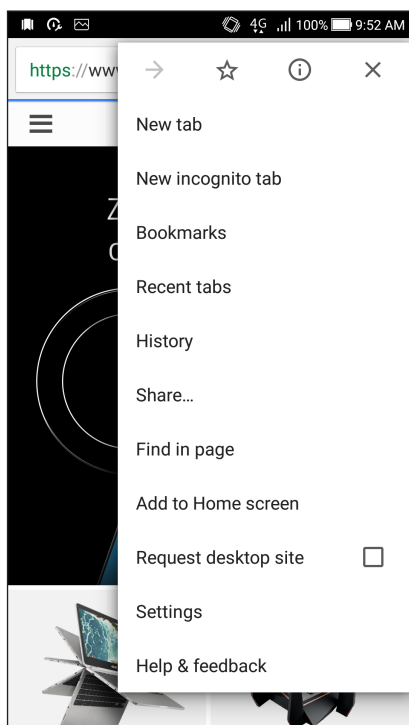 4G 100% 9:52 AM
https://www
New tab
New incognito tab
Bookmarks
Recent tabs
History
Share…
Find in page
Add to Home screen
Request desktop site
Settings
Help & feedback